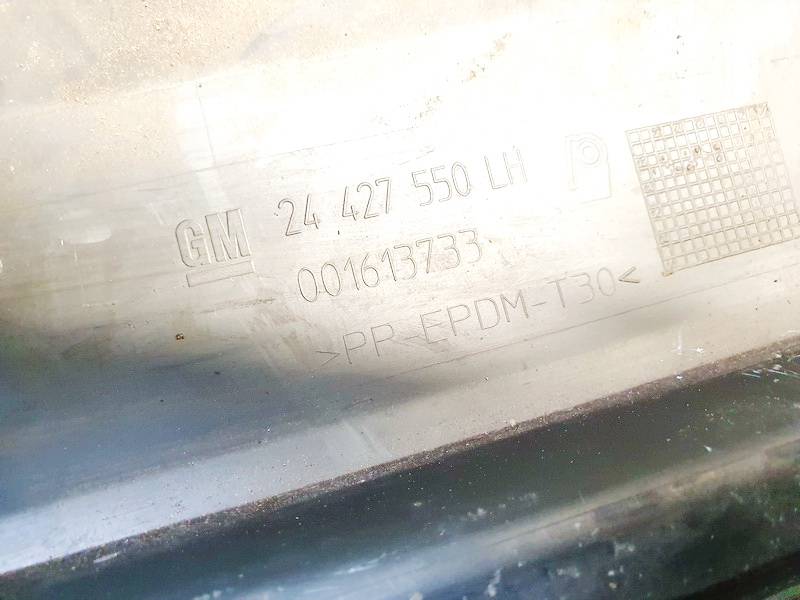 GM 24 427 550 LH
001613733
>PP-EPDM-T30<